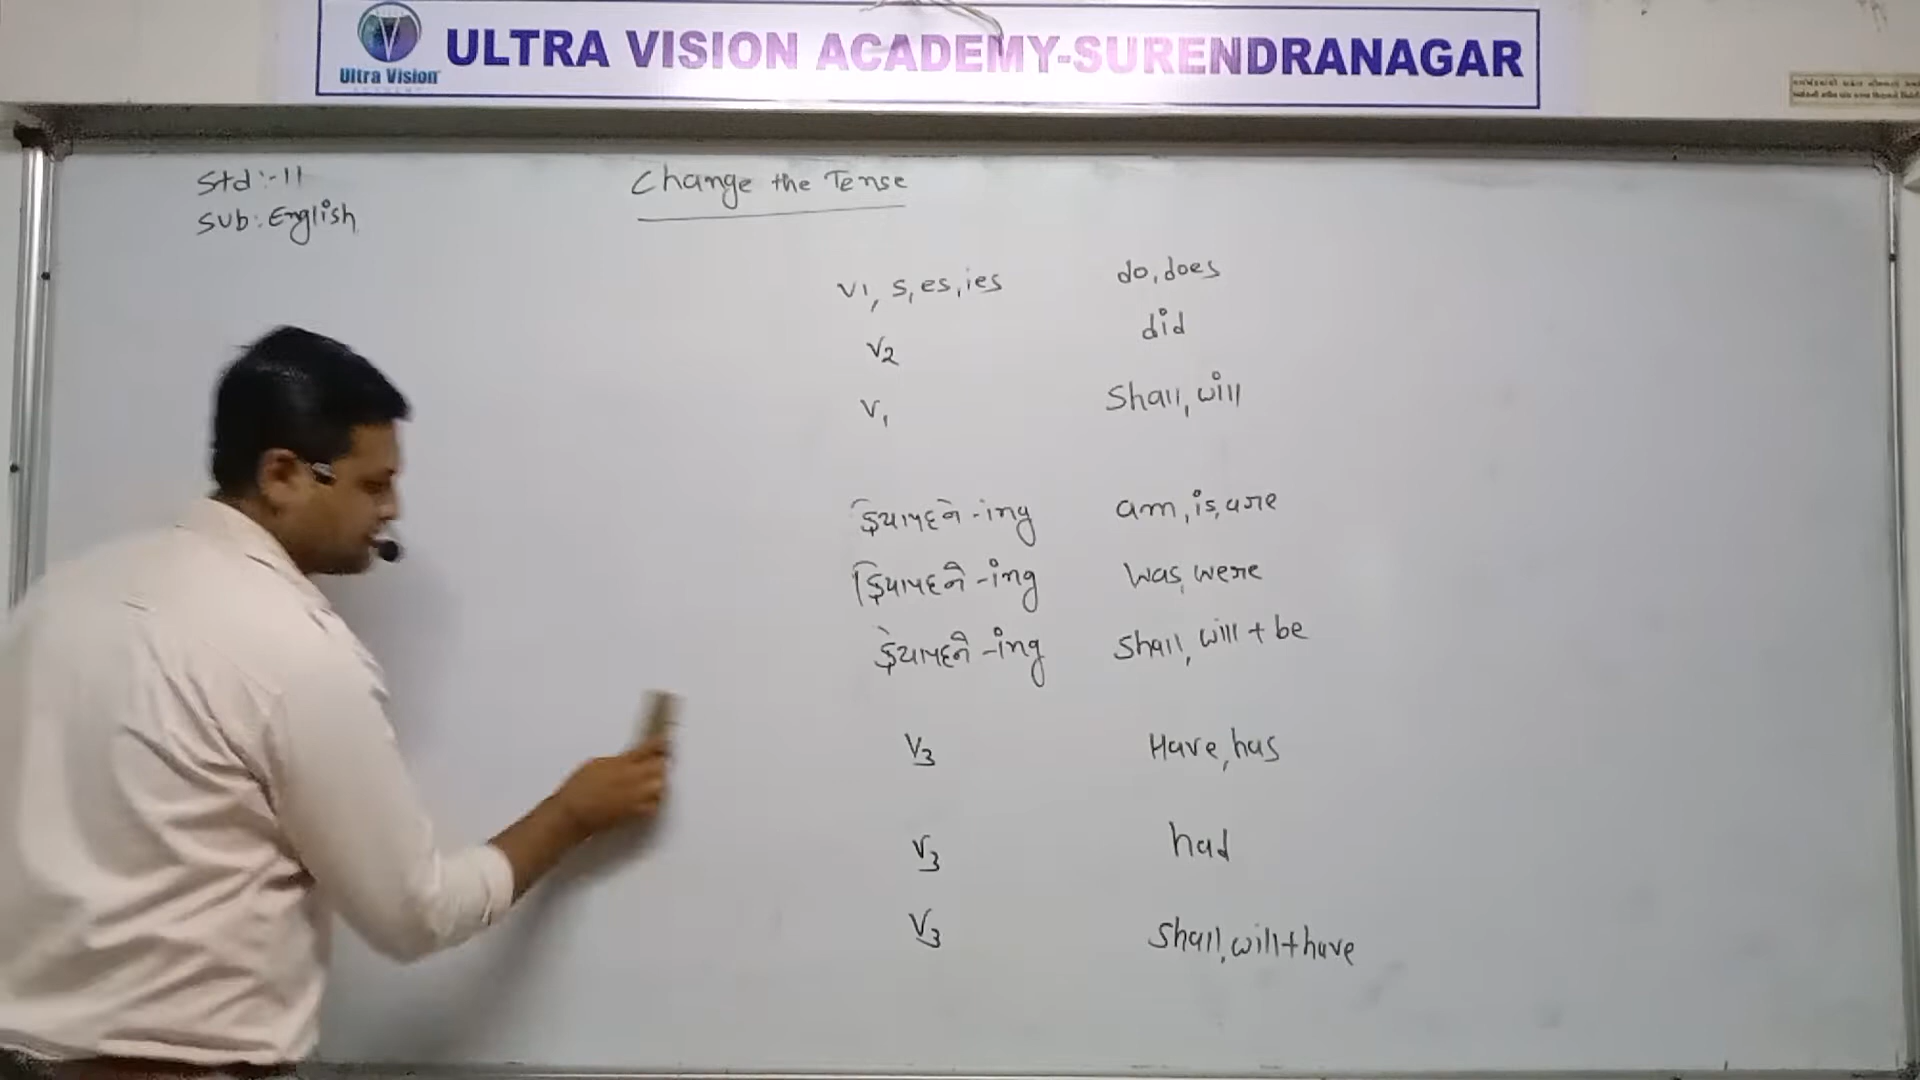 Ultra Vision
ULTRA VISION ACADEMY-SURENDRANAGAR
Std:-11
Sub:English
Change the Tense
V1, s, es, ies do, does
V2 did
V1 Shall, will
ક્રિયાપદને -ing am, is, are
ક્રિયાપદને -ing was, were
ક્રિયાપદને -ing Shall, will + be
V3 Have, has
V3 had
V3 Shall, will+have